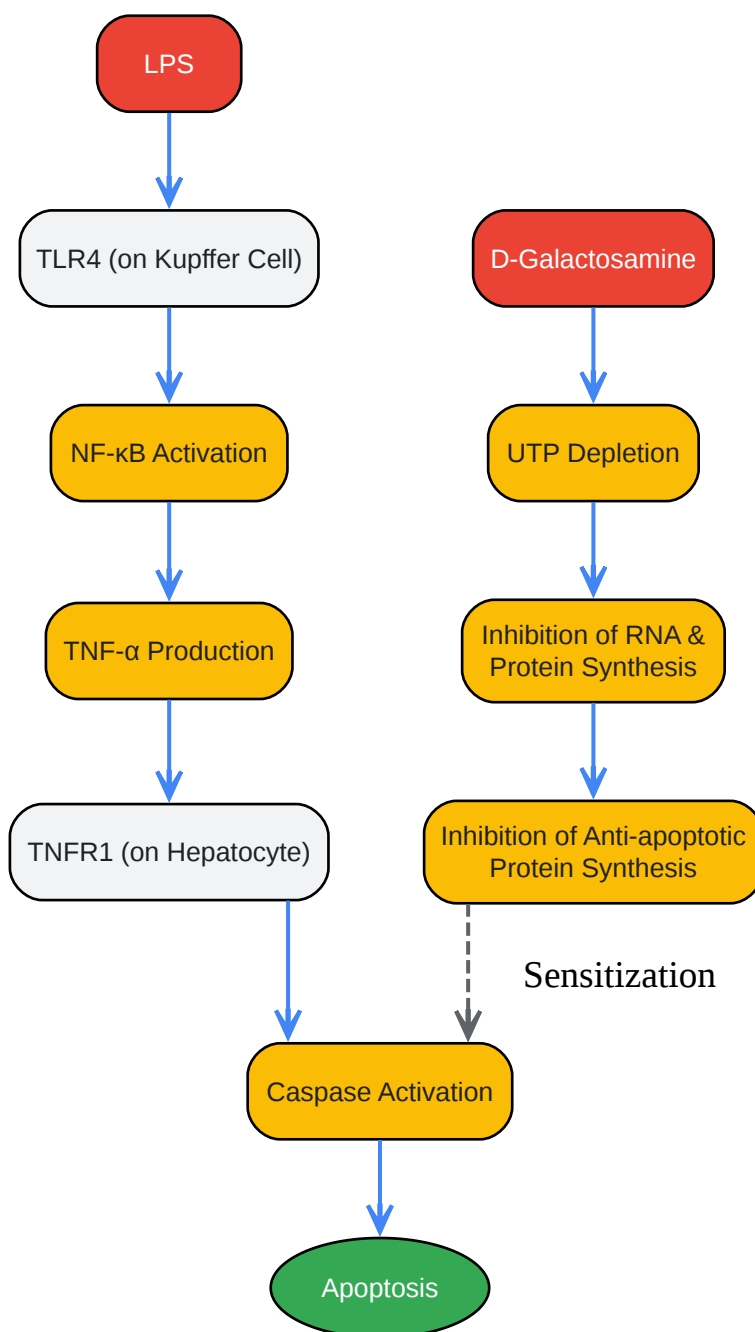 LPS
TLR4 (on Kupffer Cell)
D-Galactosamine
NF-κB Activation
UTP Depletion
TNF-α Production
Inhibition of RNA &
Protein Synthesis
TNFR1 (on Hepatocyte)
Inhibition of Anti-apoptotic
Protein Synthesis
Sensitization
Caspase Activation
Apoptosis